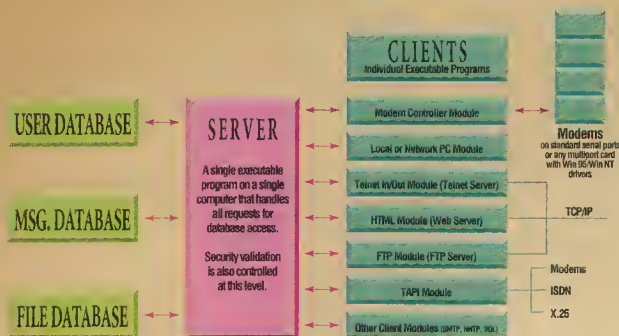 CLIENTS
Individual Executable Programs
USER DATABASE
MSG. DATABASE
FILE DATABASE
SERVER
A single executable
program on a single
computer that handles
all requests for
database access.
Security validation
is also controlled
at this level.
Modem Controller Module
Local or Network PC Module
Telnet In/Out Module (Telnet Server)
HTML Module (Web Server)
FTP Module (FTP Server)
TAPI Module
Other Client Modules (SMTP, NNTP,
Modems
on standard serial ports
or any multiport card
with Win 95/Win NT
drivers
TCP/IP
Modems
ISDN
X.25